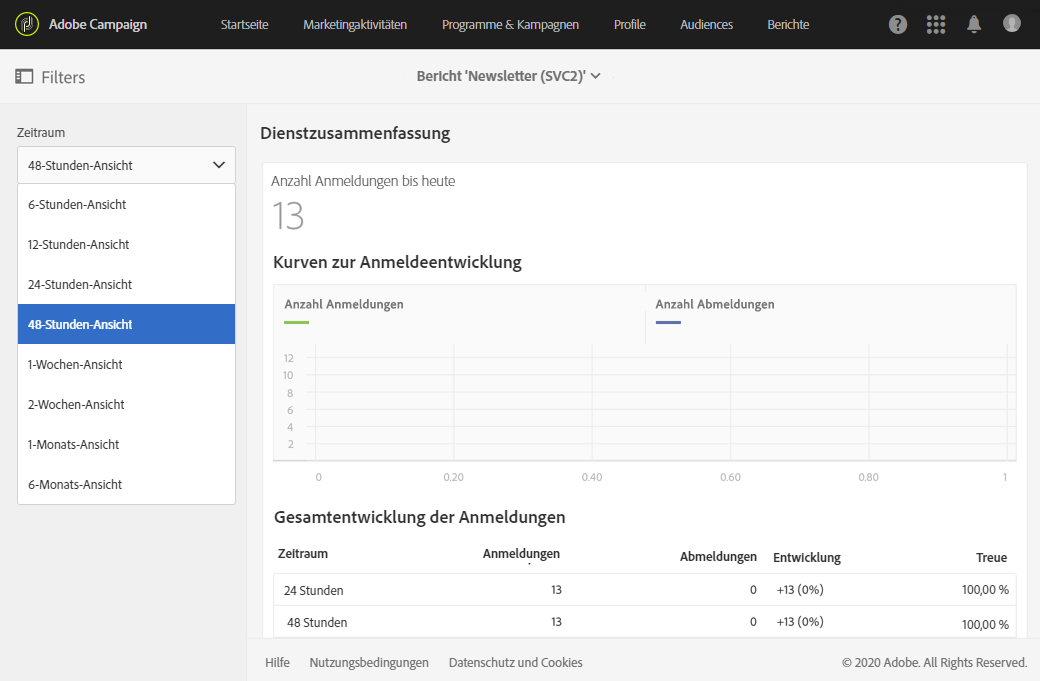 Adobe Campaign Startseite Marketingaktivitäten Programme & Kampagnen Profile Audiences Berichte ?
Filters Bericht 'Newsletter (SVC2)'
Zeitraum
48-Stunden-Ansicht
6-Stunden-Ansicht
12-Stunden-Ansicht
24-Stunden-Ansicht
48-Stunden-Ansicht
1-Wochen-Ansicht
2-Wochen-Ansicht
1-Monats-Ansicht
6-Monats-Ansicht
Dienstzusammenfassung
Anzahl Anmeldungen bis heute
13
Kurven zur Anmeldeentwicklung
Anzahl Anmeldungen Anzahl Abmeldungen
12
10
8
6
4
2
0 0.20 0.40 0.60 0.80 1
Gesamtentwicklung der Anmeldungen
Zeitraum Anmeldungen Abmeldungen Entwicklung Treue
24 Stunden 13 0 +13 (0%) 100,00 %
48 Stunden 13 0 +13 (0%) 100,00 %
Hilfe Nutzungsbedingungen Datenschutz und Cookies © 2020 Adobe. All Rights Reserved.